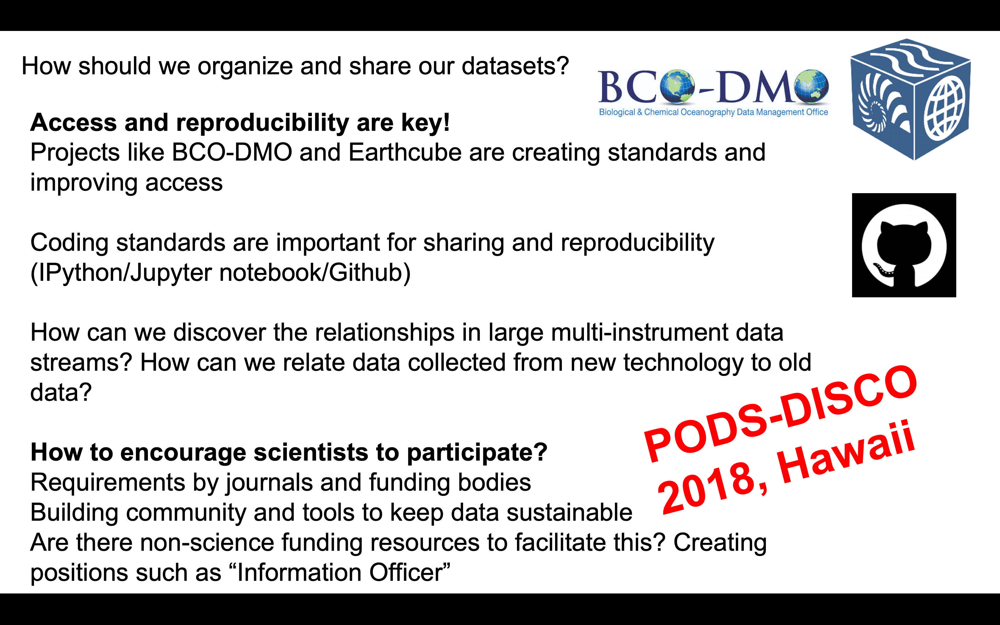 How should we organize and share our datasets?
BCO-DMO
Biological & Chemical Oceanography Data Management Office
Access and reproducibility are key!
Projects like BCO-DMO and Earthcube are creating standards and
improving access
Coding standards are important for sharing and reproducibility
(IPython/Jupyter notebook/Github)
How can we discover the relationships in large multi-instrument data
streams? How can we relate data collected from new technology to old
data?
PODS-DISCO
2018, Hawaii
How to encourage scientists to participate?
Requirements by journals and funding bodies
Building community and tools to keep data sustainable
Are there non-science funding resources to facilitate this? Creating
positions such as “Information Officer”